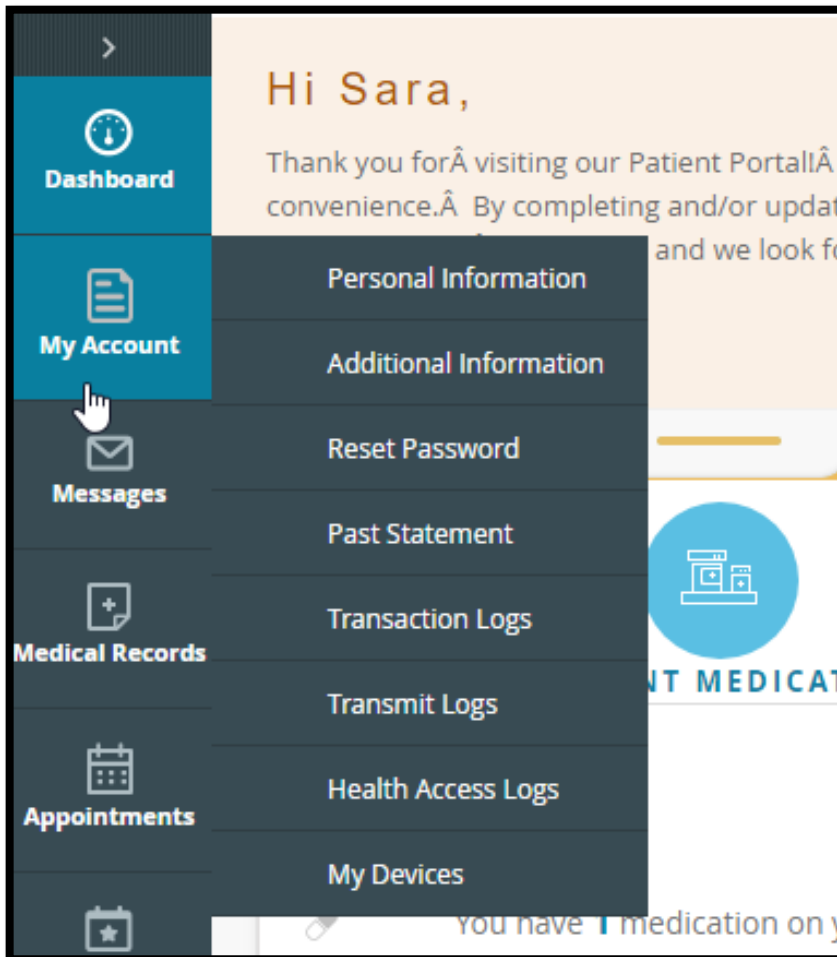 Hi Sara,
Thank you forÂ visiting our Patient Portal!Â
convenience.Â By completing and/or updat
and we look fo
Dashboard
My Account
Messages
Medical Records
Appointments
Personal Information
Additional Information
Reset Password
Past Statement
Transaction Logs
Transmit Logs
Health Access Logs
My Devices
NT MEDICAT
You have 1 medication on y